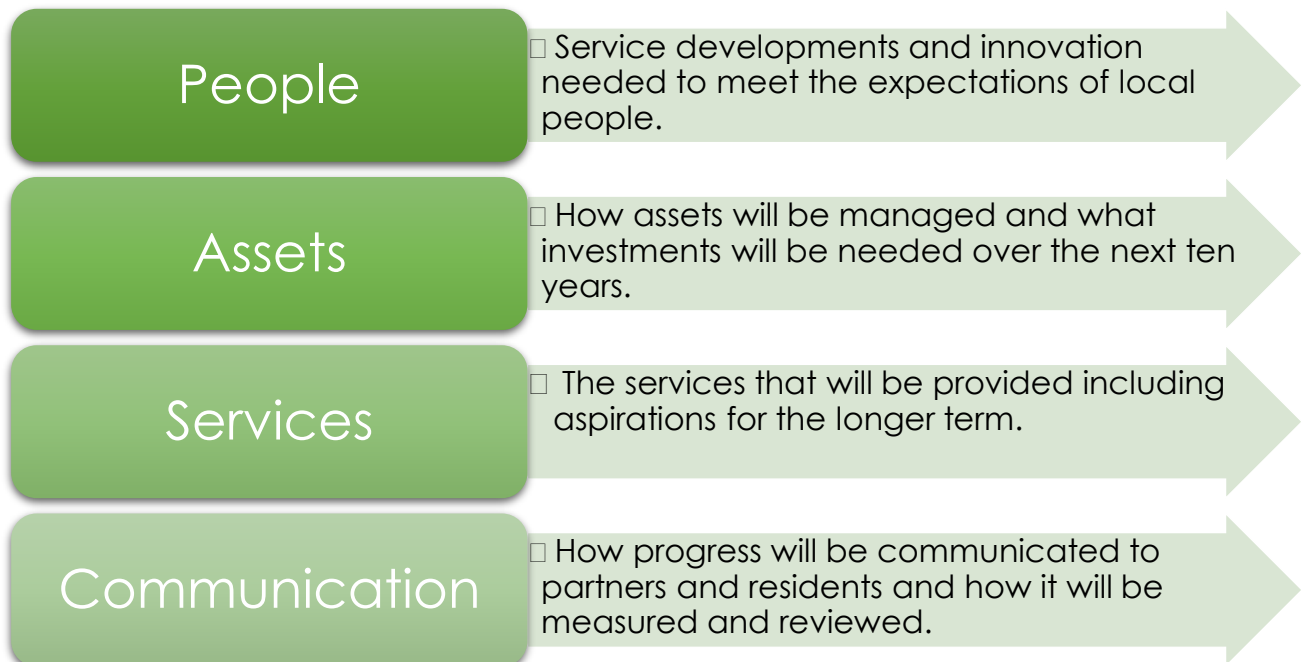 People
□ Service developments and innovation
needed to meet the expectations of local
people.
Assets
□ How assets will be managed and what
investments will be needed over the next ten
years.
Services
□ The services that will be provided including
aspirations for the longer term.
Communication
□ How progress will be communicated to
partners and residents and how it will be
measured and reviewed.